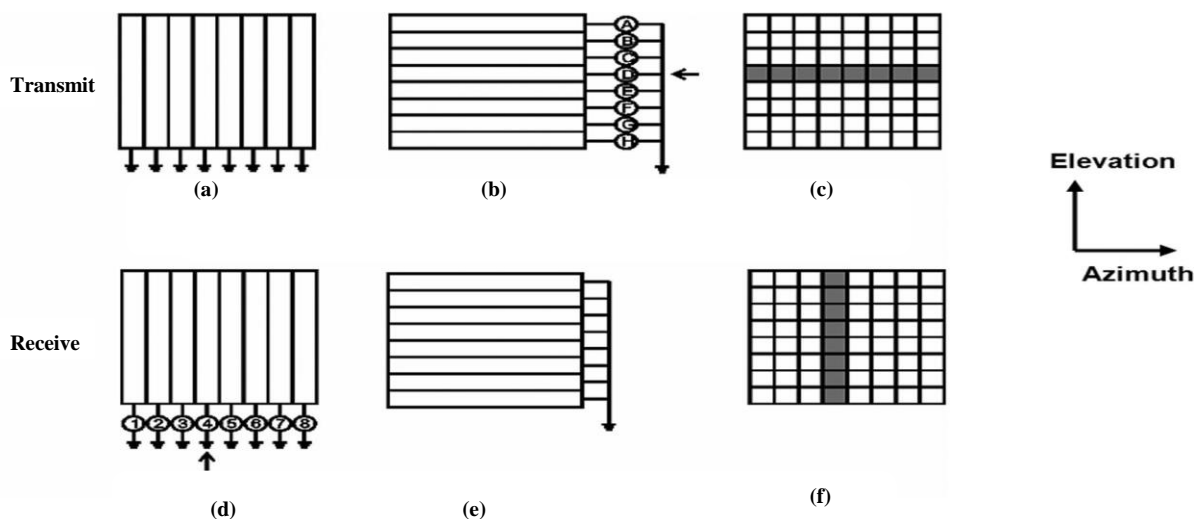 Transmit
A
B
C
D
E
F
G
H
(a)
(b)
(c)
Elevation
Azimuth
Receive
1 2 3 4 5 6 7 8
(d)
(e)
(f)